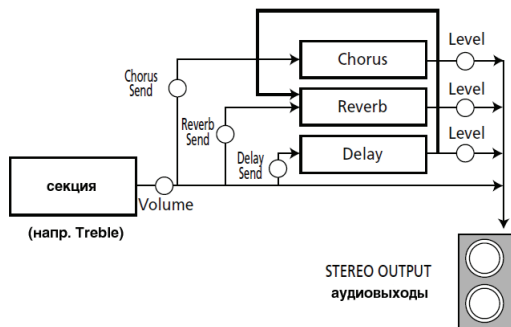 Level
Chorus
Chorus
Send
Level
Reverb
Reverb
Send
Level
Delay
Delay
Send
секция
Volume
(напр. Treble)
STEREO OUTPUT
аудиовыходы